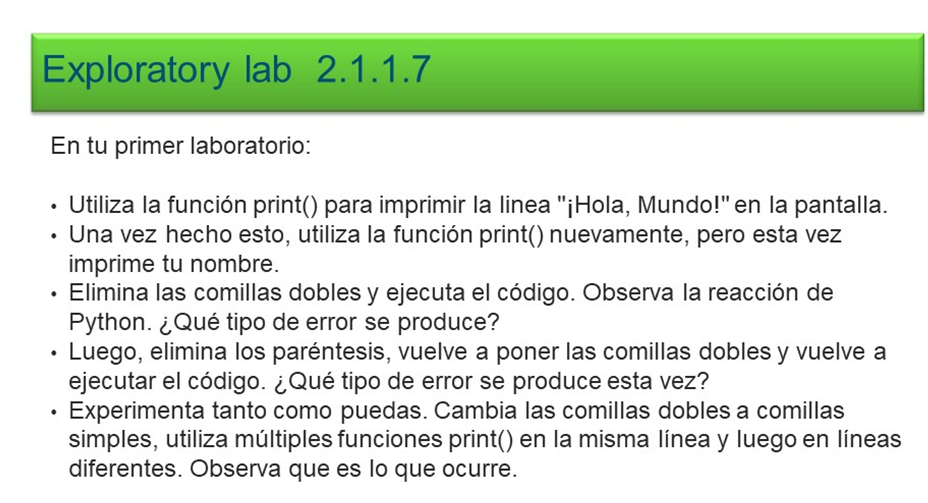 Exploratory lab 2.1.1.7
En tu primer laboratorio:
• Utiliza la función print() para imprimir la linea "¡Hola, Mundo!" en la pantalla.
• Una vez hecho esto, utiliza la función print() nuevamente, pero esta vez
imprime tu nombre.
• Elimina las comillas dobles y ejecuta el código. Observa la reacción de
Python. ¿Qué tipo de error se produce?
• Luego, elimina los paréntesis, vuelve a poner las comillas dobles y vuelve a
ejecutar el código. ¿Qué tipo de error se produce esta vez?
• Experimenta tanto como puedas. Cambia las comillas dobles a comillas
simples, utiliza múltiples funciones print() en la misma línea y luego en líneas
diferentes. Observa que es lo que ocurre.